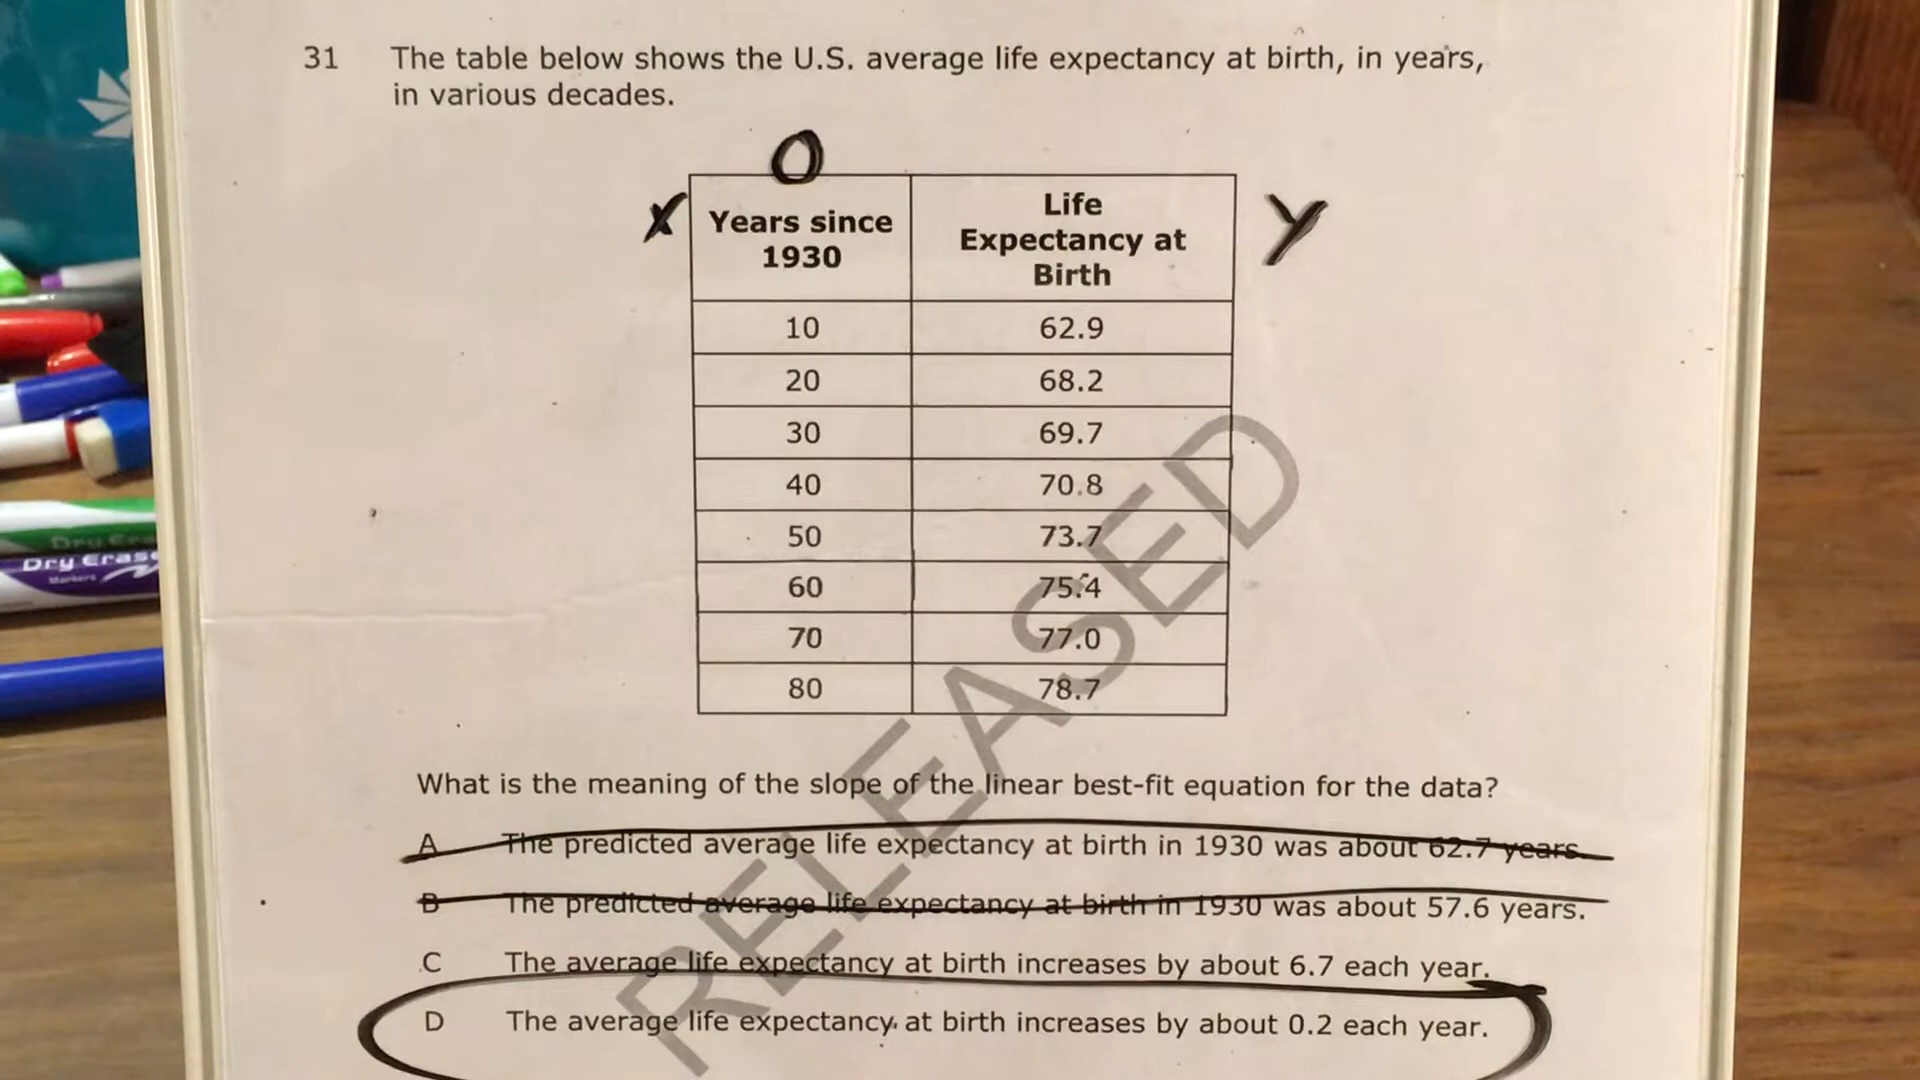 31 The table below shows the U.S. average life expectancy at birth, in years,
in various decades.
O
X Years since 1930 Life Expectancy at Birth Y
10 62.9
20 68.2
30 69.7
40 70.8
50 73.7
60 75.4
70 77.0
80 78.7
What is the meaning of the slope of the linear best-fit equation for the data?
A The predicted average life expectancy at birth in 1930 was about 62.7 years.
B The predicted average life expectancy at birth in 1930 was about 57.6 years.
C The average life expectancy at birth increases by about 6.7 each year.
D The average life expectancy at birth increases by about 0.2 each year.
RELEASED
Dry Erase
Markers